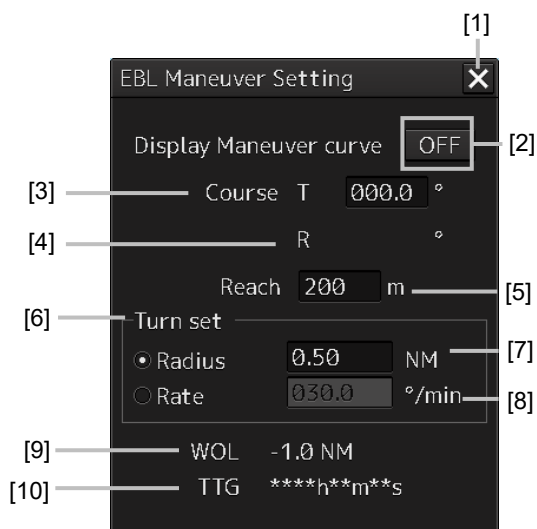 [1]
EBL Maneuver Setting
Display Maneuver curve OFF [2]
[3] Course T 000.0 °
[4] R °
Reach 200 m [5]
[6] Turn set
Radius 0.50 NM [7]
Rate 030.0 °/min [8]
[9] WOL -1.0 NM
[10] TTG ****h**m**s